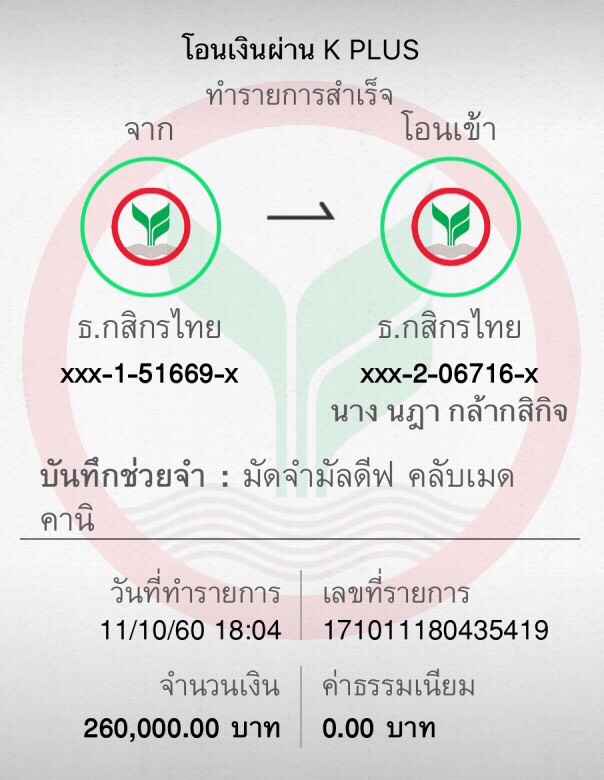 โอนเงินผ่าน K PLUS
ทำรายการสำเร็จ
จาก
โอนเข้า
ธ.กสิกรไทย
ธ.กสิกรไทย
xxx-1-51669-x
xxx-2-06716-x
นาง นฎา กล้ากสิกิจ
บันทึกช่วยจำ : มัดจำมัลดีฟ คลับเมด
คานิ
วันที่ทำรายการ
เลขที่รายการ
11/10/60 18:04
171011180435419
จำนวนเงิน
ค่าธรรมเนียม
260,000.00 บาท
0.00 บาท